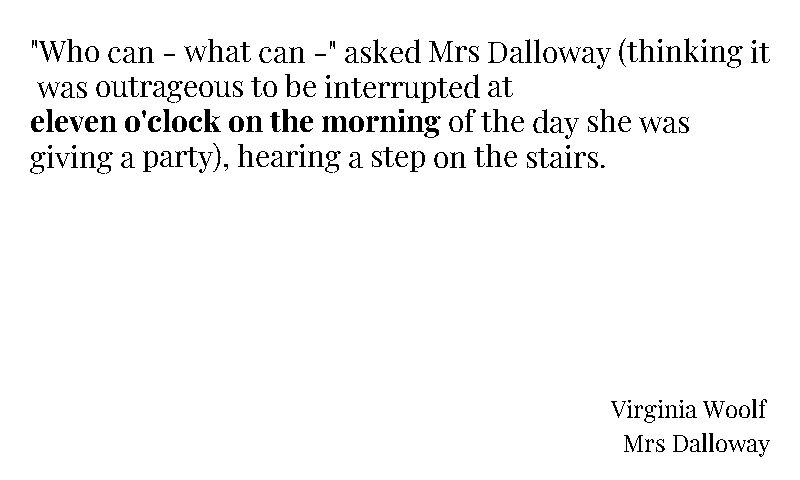 "Who can - what can -" asked Mrs Dalloway (thinking it
was outrageous to be interrupted at
eleven o'clock on the morning of the day she was
giving a party), hearing a step on the stairs.
Virginia Woolf
Mrs Dalloway